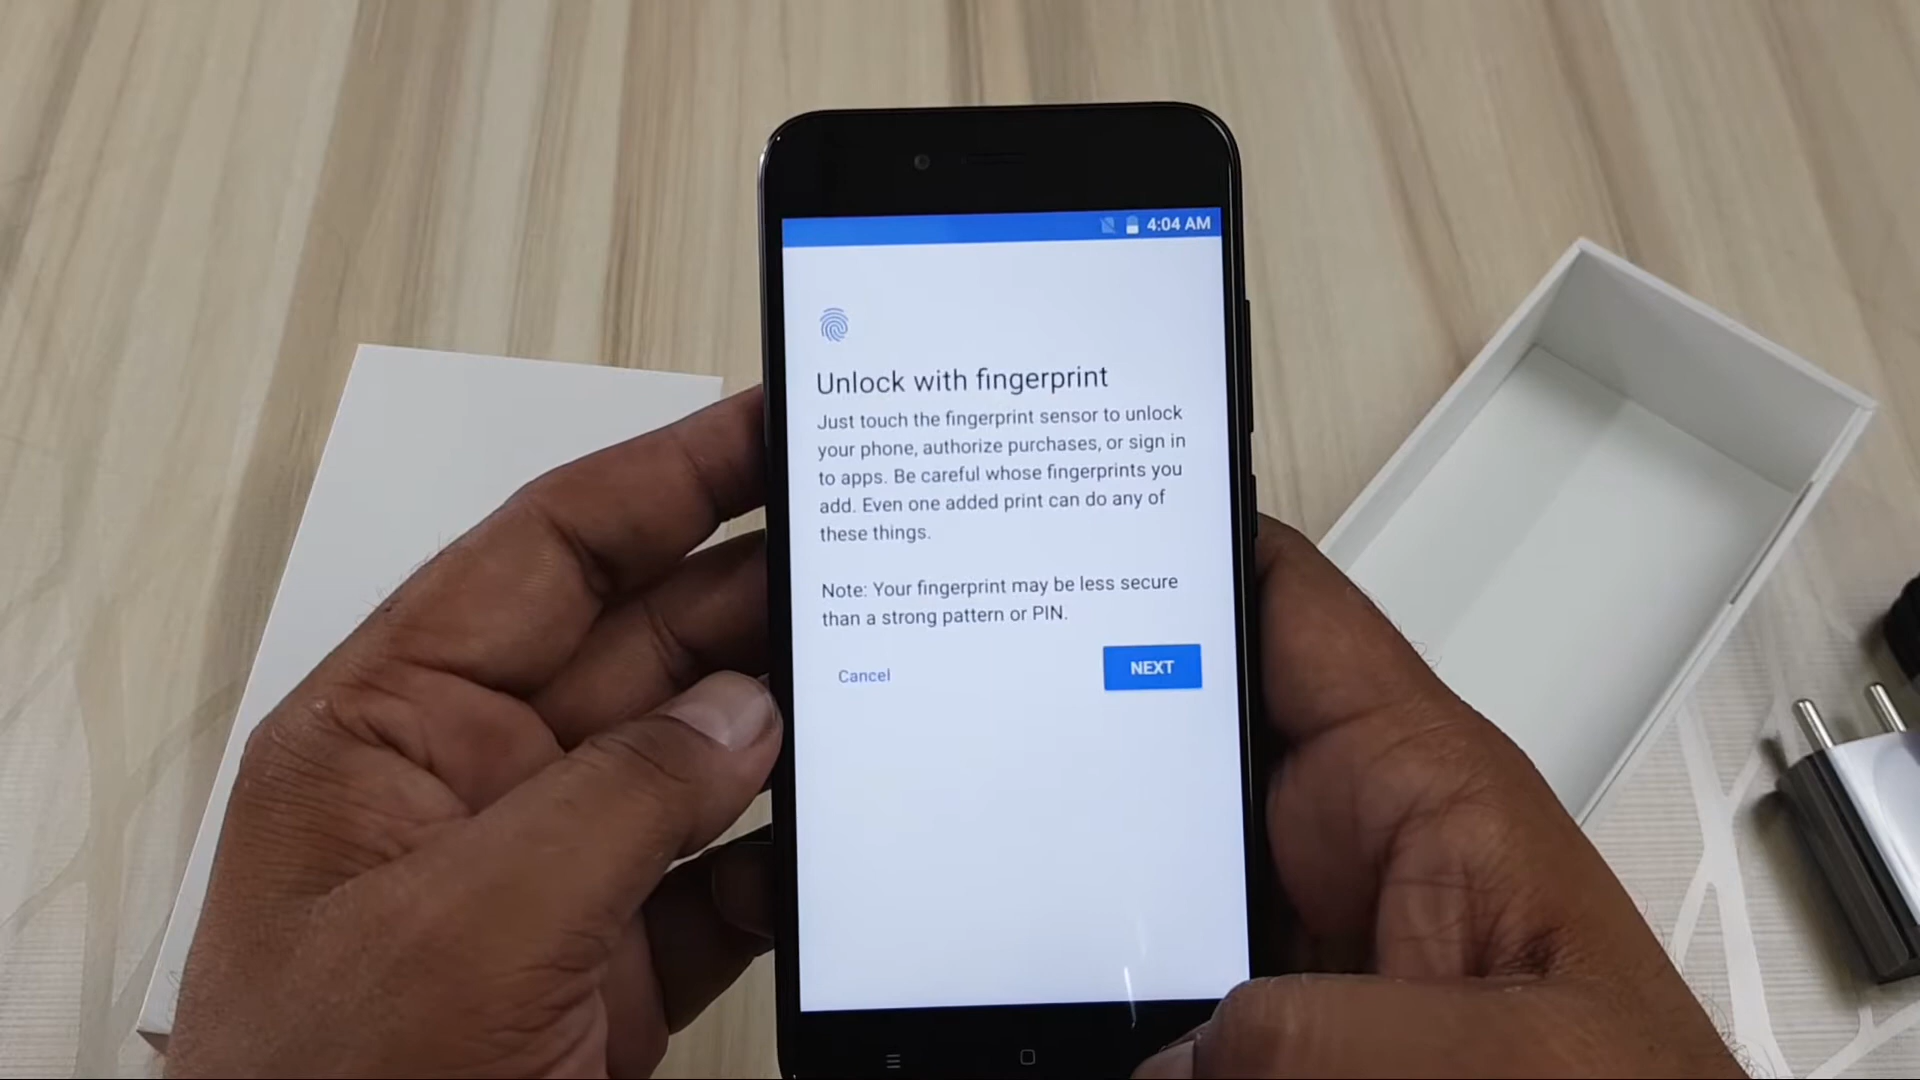 4:04 AM
Unlock with fingerprint
Just touch the fingerprint sensor to unlock
your phone, authorize purchases, or sign in
to apps. Be careful whose fingerprints you
add. Even one added print can do any of
these things.
Note: Your fingerprint may be less secure
than a strong pattern or PIN.
Cancel
NEXT